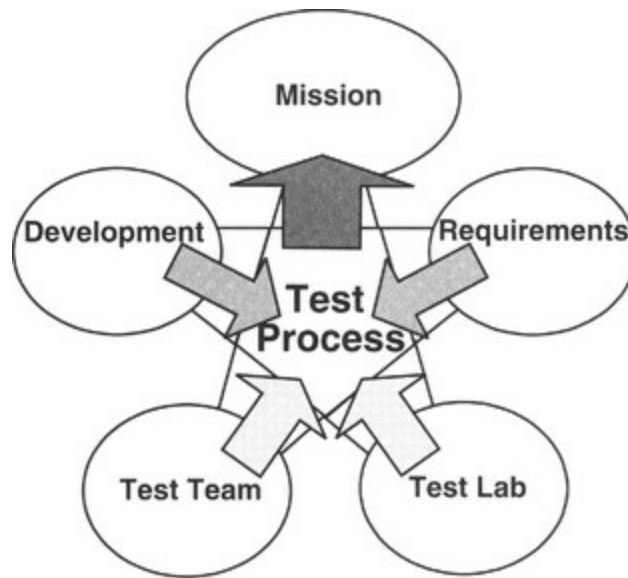 Mission
Development
Requirements
Test
Process
Test Team
Test Lab